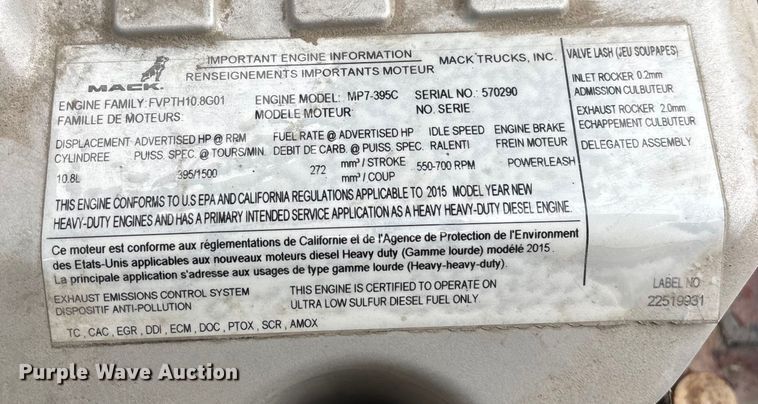 MACK
IMPORTANT ENGINE INFORMATION
RENSEIGNEMENTS IMPORTANTS MOTEUR
MACK TRUCKS, INC.
ENGINE FAMILY: FVPTH10.8G01
FAMILLE DE MOTEURS:
ENGINE MODEL: MP7-395C
MODELE MOTEUR:
SERIAL NO.: 570290
NO. SERIE
DISPLACEMENT ADVERTISED HP @ RRM FUEL RATE @ ADVERTISED HP IDLE SPEED ENGINE BRAKE
CYLINDREE PUISS. SPEC. @ TOURS/MIN. DEBIT DE CARB. @ PUISS. SPEC. RALENTI FREIN MOTEUR
10.8L 395/1500 272 mm³ / STROKE 550-700 RPM POWERLEASH
mm³ / COUP
THIS ENGINE CONFORMS TO U.S EPA AND CALIFORNIA REGULATIONS APPLICABLE TO 2015 MODEL YEAR NEW
HEAVY-DUTY ENGINES AND HAS A PRIMARY INTENDED SERVICE APPLICATION AS A HEAVY HEAVY-DUTY DIESEL ENGINE.
Ce moteur est conforme aux réglementations de Californie et de l'Agence de Protection de l'Environment
des Etats-Unis applicables aux nouveaux moteurs diesel Heavy duty (Gamme lourde) modélé 2015.
La principale application s'adresse aux usages de type gamme lourde (Heavy-heavy-duty).
EXHAUST EMISSIONS CONTROL SYSTEM
DISPOSITIF ANTI-POLLUTION
THIS ENGINE IS CERTIFIED TO OPERATE ON
ULTRA LOW SULFUR DIESEL FUEL ONLY
TC , CAC , EGR , DDI , ECM , DOC , PTOX , SCR , AMOX
VALVE LASH (JEU SOUPAPES)
INLET ROCKER 0.2mm
ADMISSION CULBUTEUR
EXHAUST ROCKER 2.0mm
ECHAPPEMENT CULBUTEUR
DELEGATED ASSEMBLY
LABEL NO
22519931
Purple Wave Auction